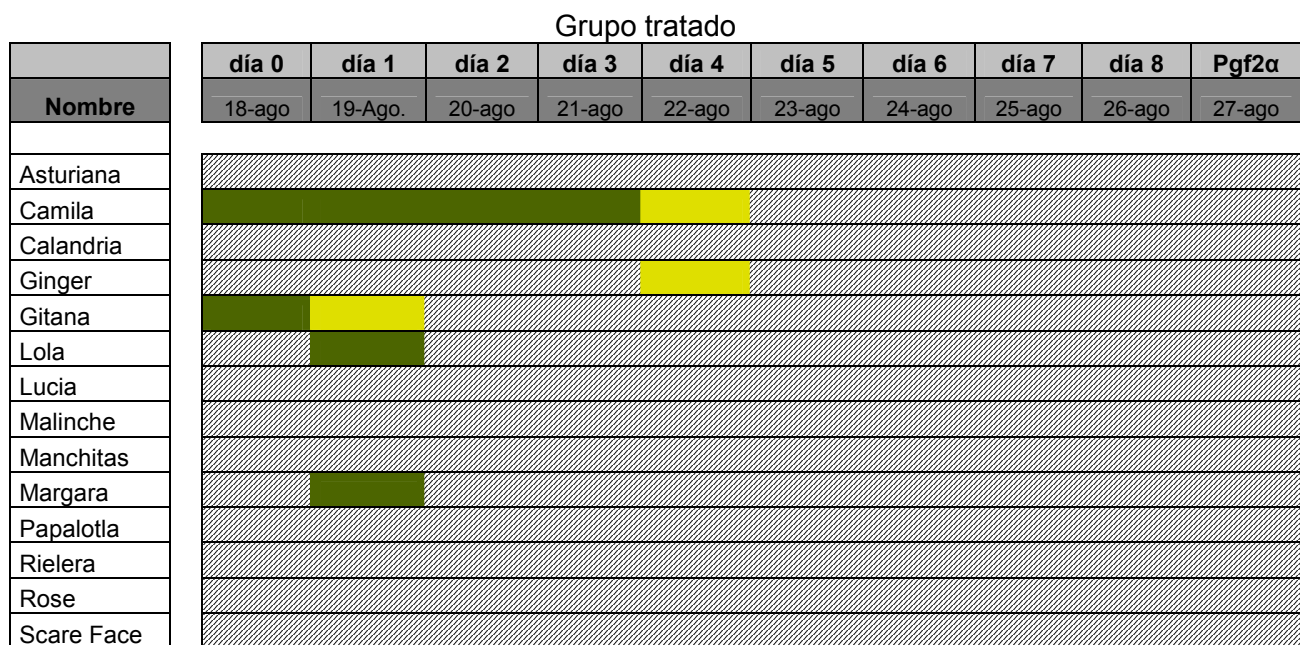 Grupo tratado
día 0 día 1 día 2 día 3 día 4 día 5 día 6 día 7 día 8 Pgf2α
Nombre 18-ago 19-Ago. 20-ago 21-ago 22-ago 23-ago 24-ago 25-ago 26-ago 27-ago
Asturiana
Camila
Calandria
Ginger
Gitana
Lola
Lucia
Malinche
Manchitas
Margara
Papalotla
Rielera
Rose
Scare Face